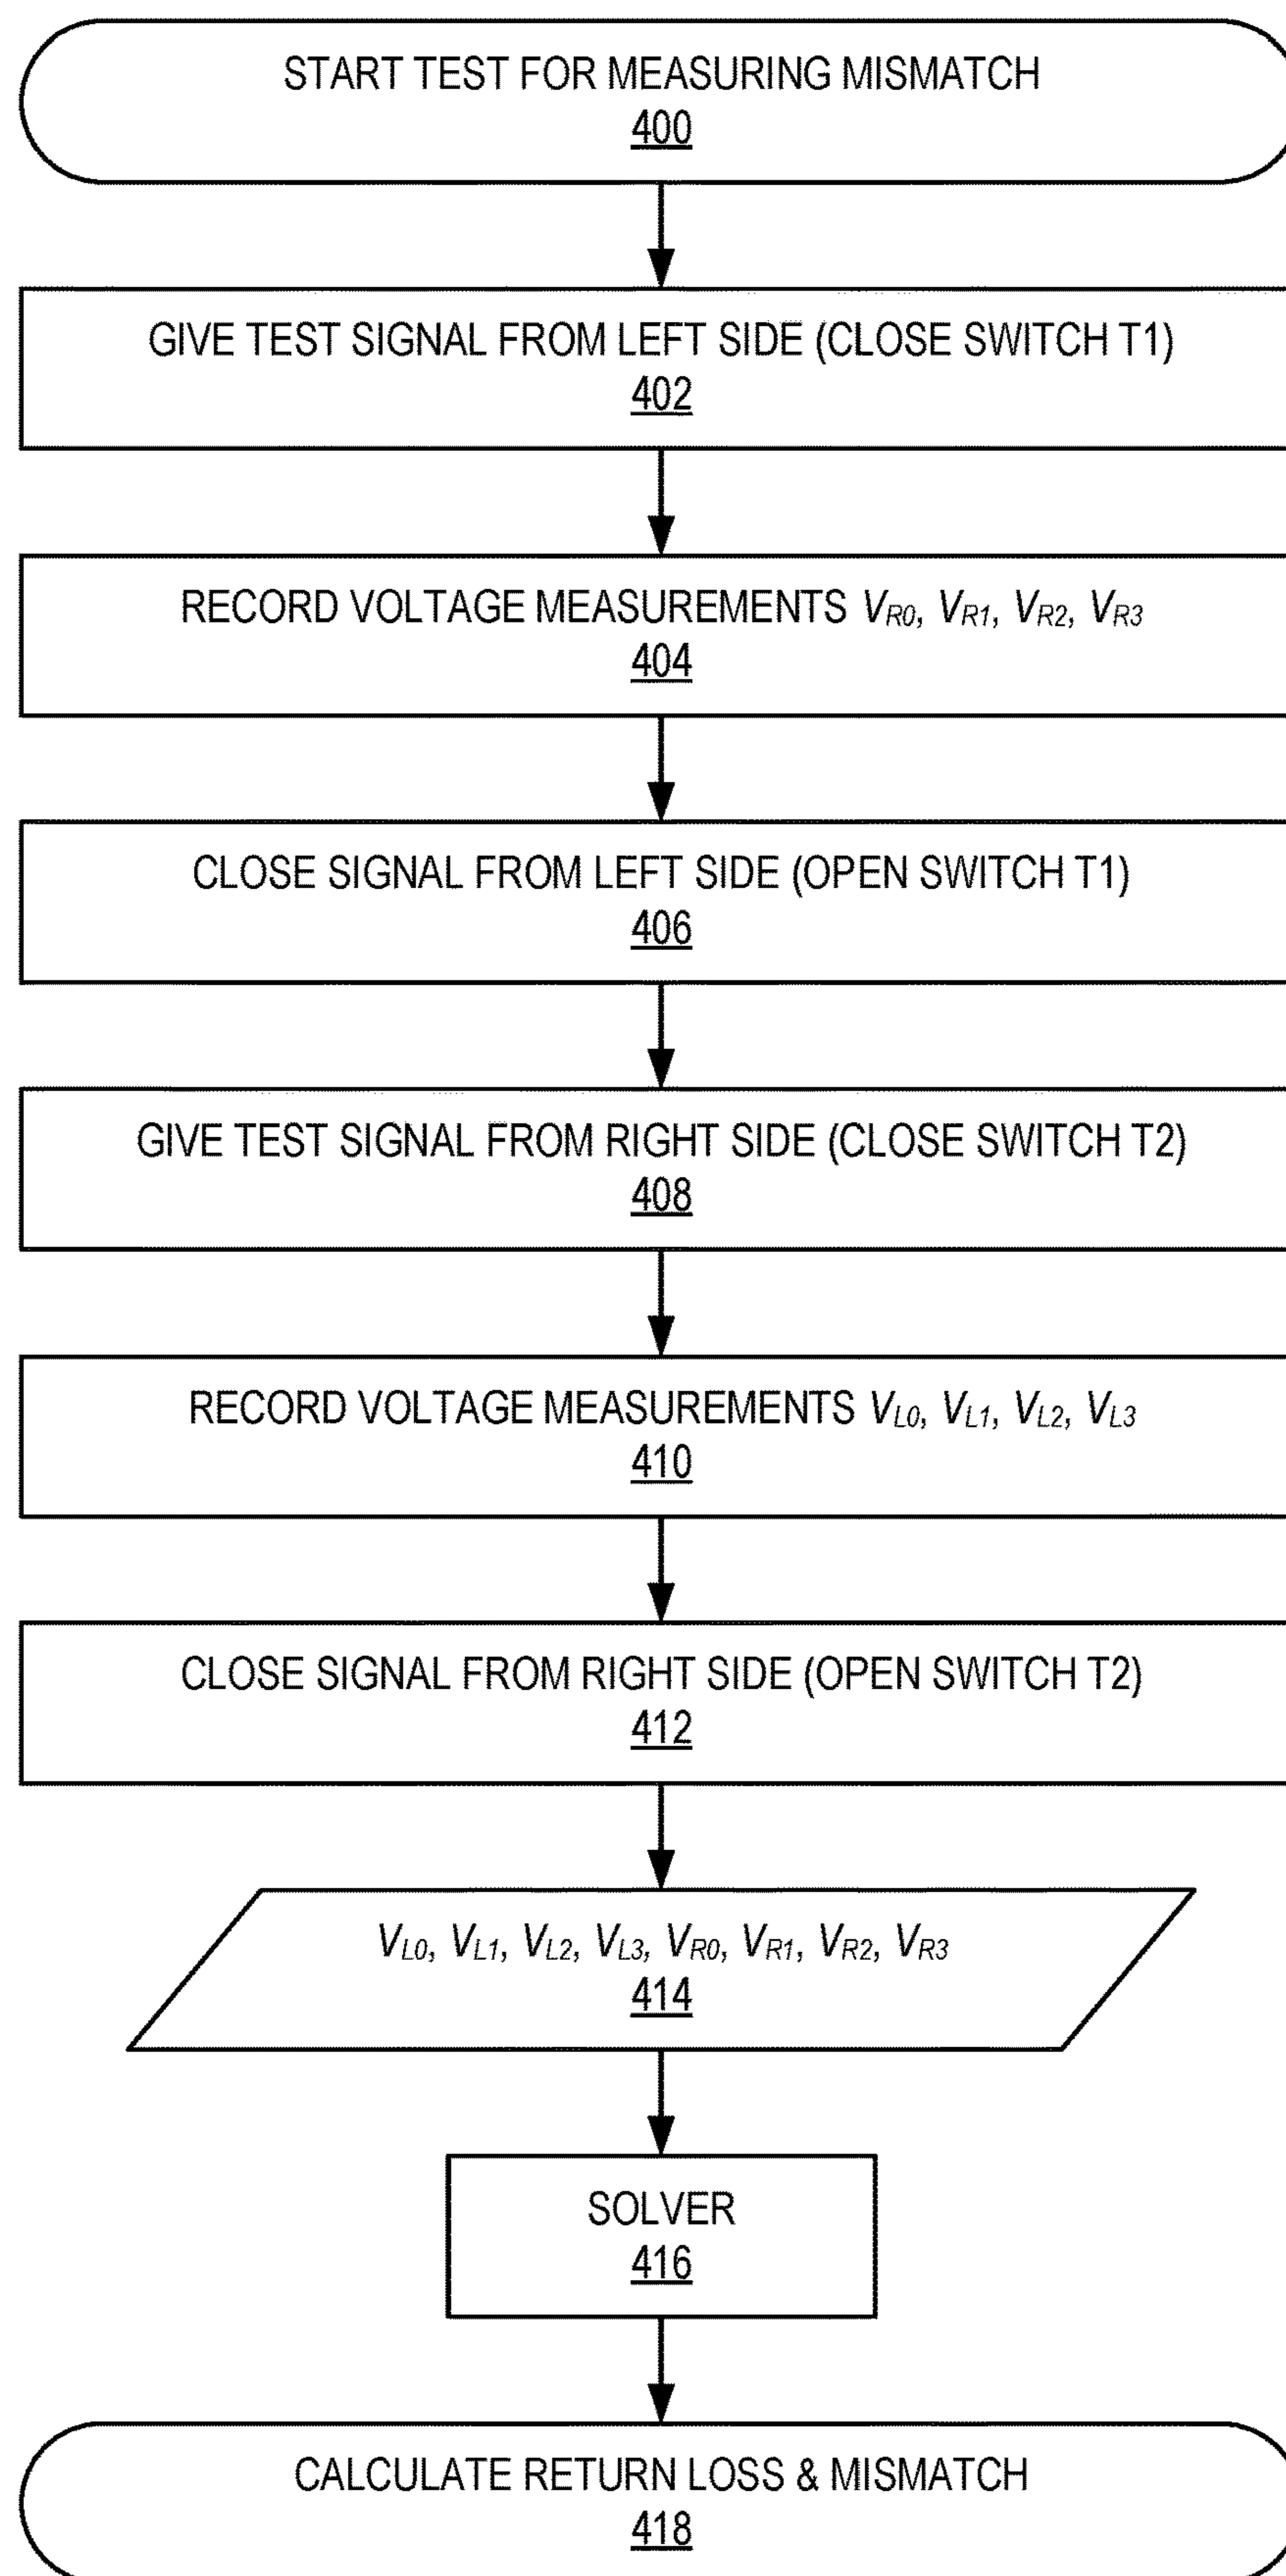 START TEST FOR MEASURING MISMATCH
400
GIVE TEST SIGNAL FROM LEFT SIDE (CLOSE SWITCH T1)
402
RECORD VOLTAGE MEASUREMENTS VR0, VR1, VR2, VR3
404
CLOSE SIGNAL FROM LEFT SIDE (OPEN SWITCH T1)
406
GIVE TEST SIGNAL FROM RIGHT SIDE (CLOSE SWITCH T2)
408
RECORD VOLTAGE MEASUREMENTS VL0, VL1, VL2, VL3
410
CLOSE SIGNAL FROM RIGHT SIDE (OPEN SWITCH T2)
412
VL0, VL1, VL2, VL3, VR0, VR1, VR2, VR3
414
SOLVER
416
CALCULATE RETURN LOSS & MISMATCH
418